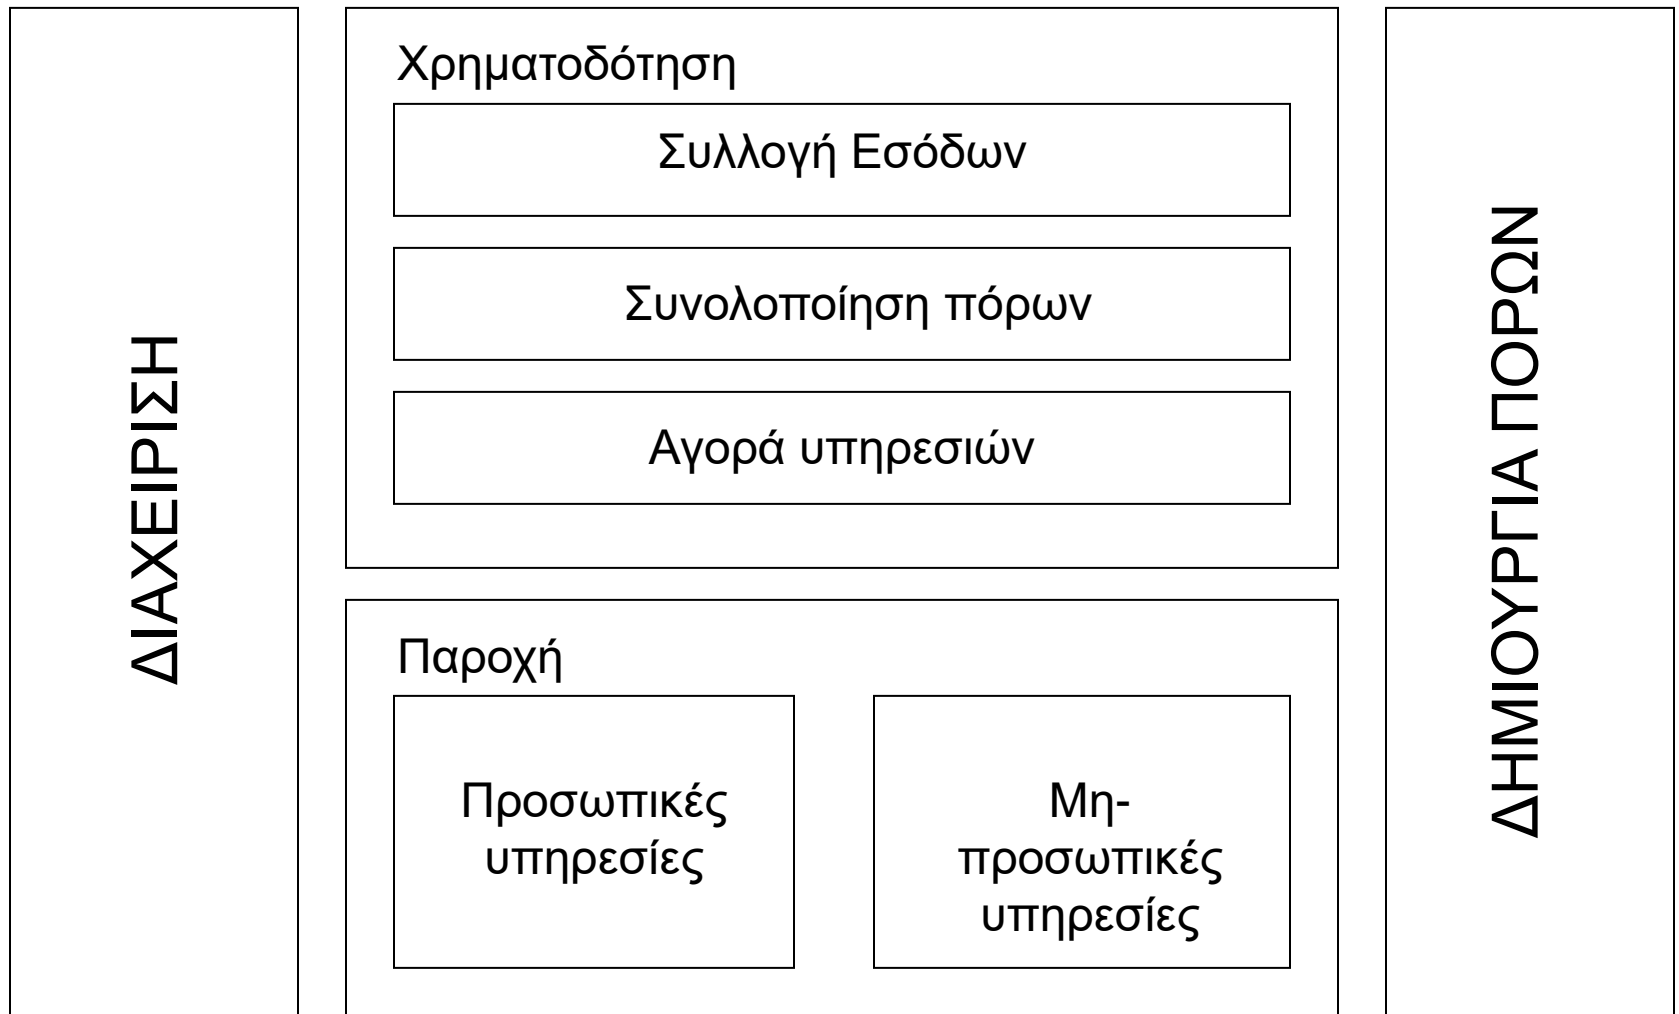 ΔΙΑΧΕΙΡΙΣΗ
Χρηματοδότηση
Συλλογή Εσόδων
Συνολοποίηση πόρων
Αγορά υπηρεσιών
Παροχή
Προσωπικές
υπηρεσίες
Μη-
προσωπικές
υπηρεσίες
ΔΗΜΙΟΥΡΓΙΑ ΠΟΡΩΝ